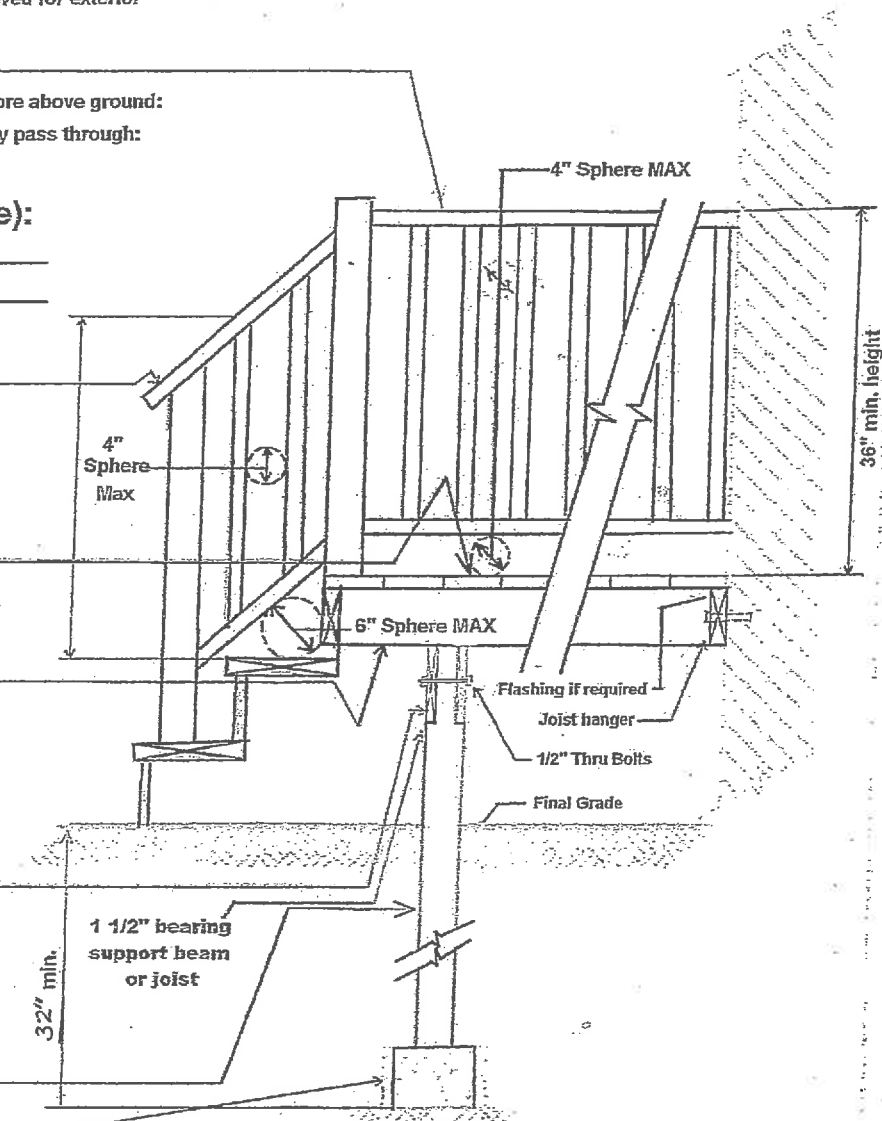 for exterior
ore above ground:
y pass through:
e):
4" Sphere MAX
36" min. height
4"
Sphere
Max
6" Sphere MAX
Flashing if required
Joist hanger
1/2" Thru Bolts
Final Grade
1 1/2" bearing
support beam
or joist
32" min.